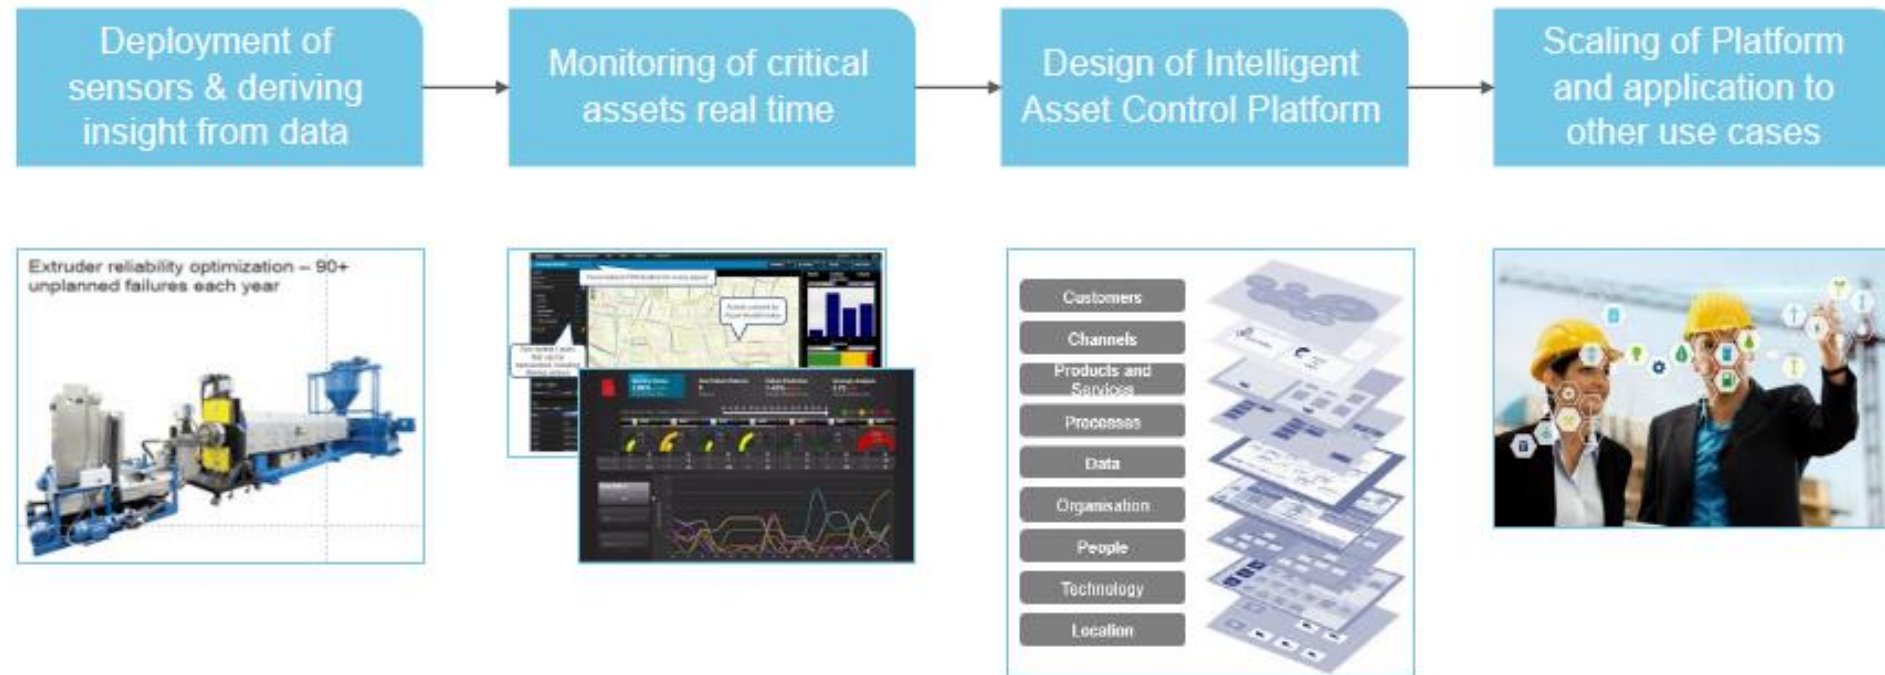 Deployment of
sensors & deriving
insight from data
Monitoring of critical
assets real time
Design of Intelligent
Asset Control Platform
Scaling of Platform
and application to
other use cases
Extruder reliability optimization – 90+
unplanned failures each year
Customers
Channels
Products and
Services
Processes
Data
Organisation
People
Technology
Location